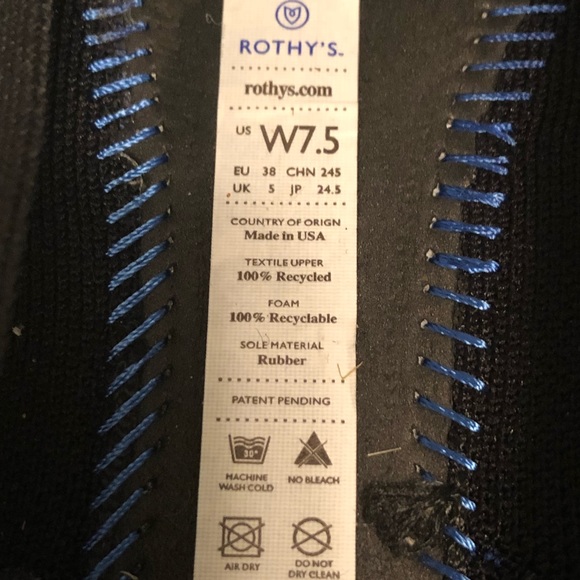 ROTHY'S™
rothys.com
US W7.5
EU 38 CHN 245
UK 5 JP 24.5
COUNTRY OF ORIGN
Made in USA
TEXTILE UPPER
100% Recycled
FOAM
100% Recyclable
SOLE MATERIAL
Rubber
PATENT PENDING
30°
MACHINE
WASH COLD
NO BLEACH
AIR DRY
DO NOT
DRY CLEAN